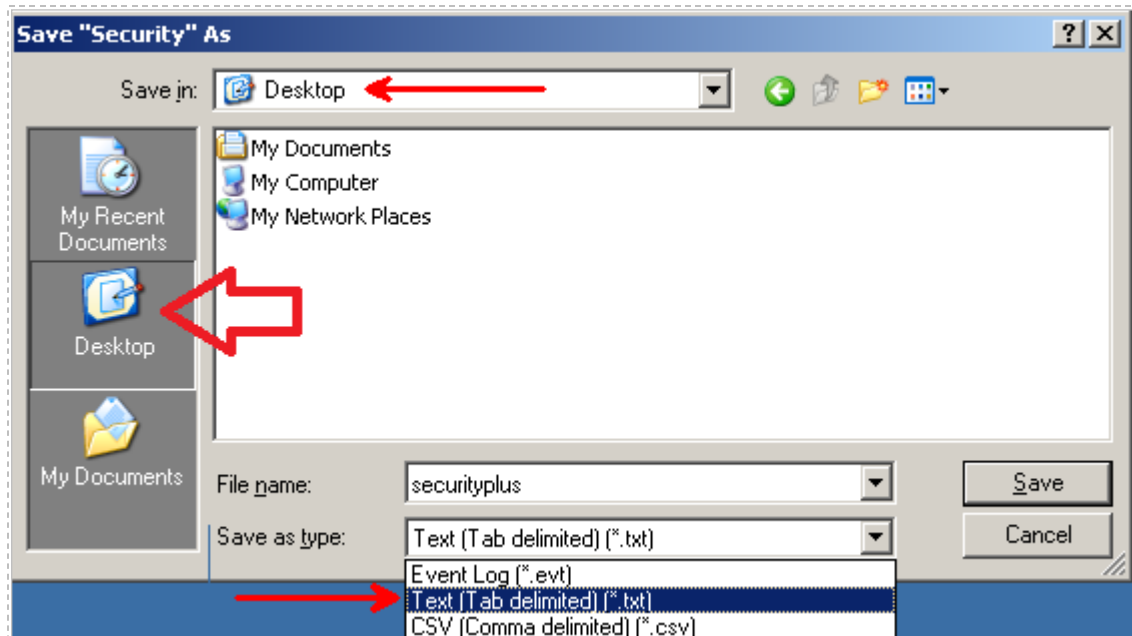 Save "Security" As
Save in:
Desktop
My Documents
My Computer
My Network Places
My Recent
Documents
Desktop
My Documents
File name:
securityplus
Save
Save as type:
Text (Tab delimited) (*.txt)
Cancel
Event Log (*.evt)
Text (Tab delimited) (*.txt)
CSV (Comma delimited) (*.csv)